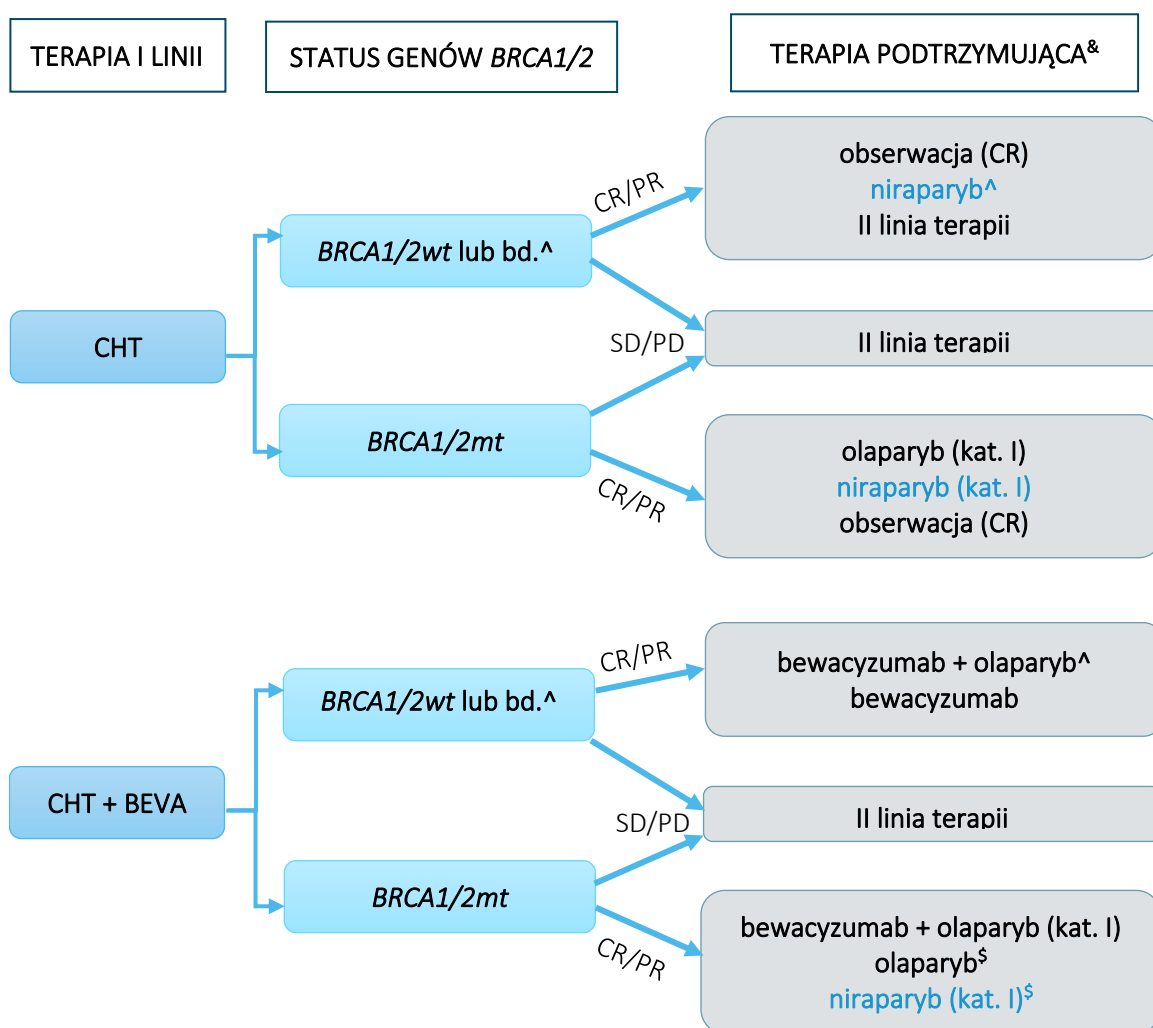 TERAPIA I LINII
STATUS GENÓW BRCA1/2
TERAPIA PODTRZYMUJĄCA&
CHT
BRCA1/2wt lub bd.^
CR/PR
obserwacja (CR)
niraparyb^
II linia terapii
SD/PD
II linia terapii
BRCA1/2mt
CR/PR
olaparyb (kat. I)
niraparyb (kat. I)
obserwacja (CR)
CHT + BEVA
BRCA1/2wt lub bd.^
CR/PR
bewacyzumab + olaparyb^
bewacyzumab
SD/PD
II linia terapii
BRCA1/2mt
CR/PR
bewacyzumab + olaparyb (kat. I)
olaparyb$
niraparyb (kat. I)$